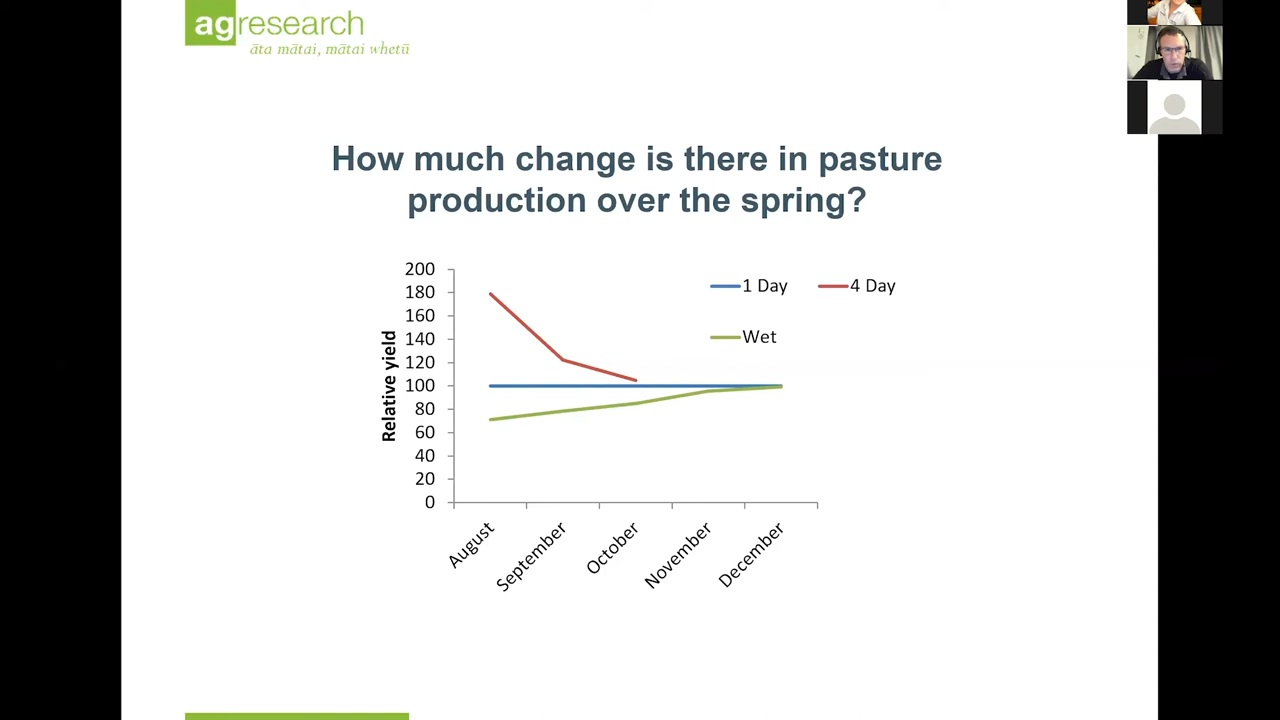 agresearch
āta mātai, mātai whetū
How much change is there in pasture
production over the spring?
200
180
160
140
120
100
80
60
40
20
0
Relative yield
1 Day
4 Day
Wet
August
September
October
November
December